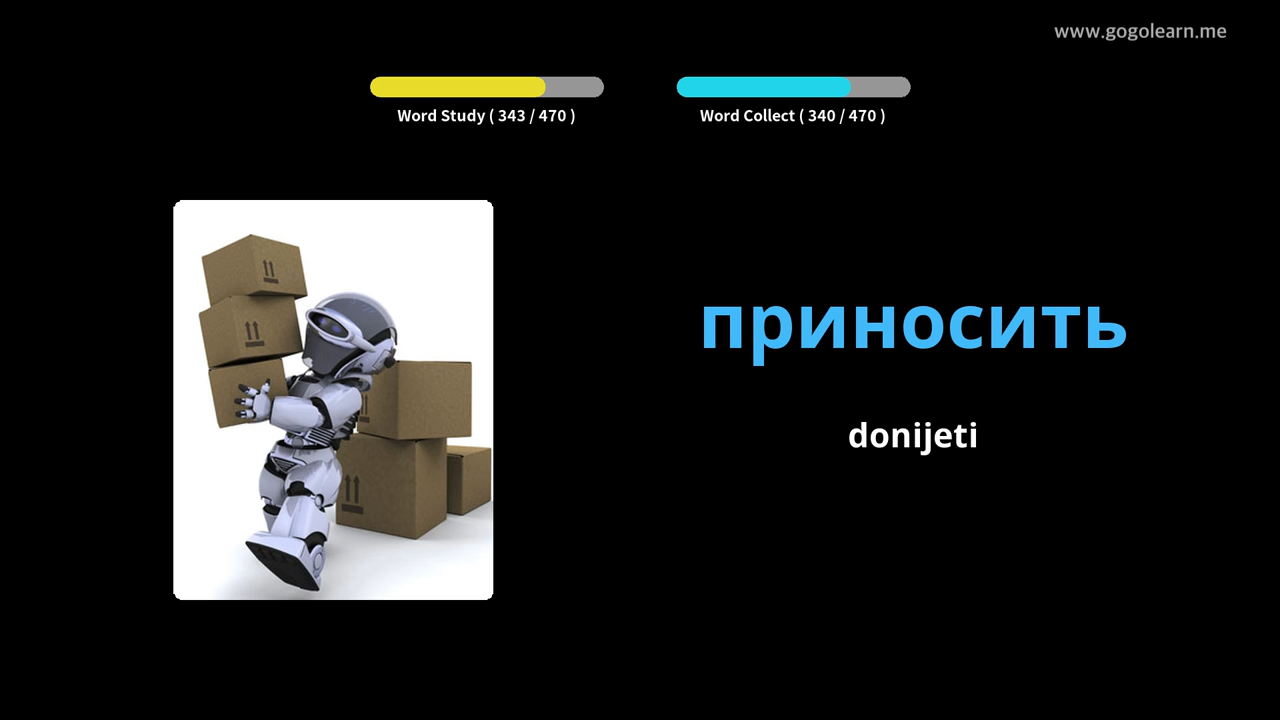 www.gogolearn.me
Word Study ( 343 / 470 )
Word Collect ( 340 / 470 )
приносить
donijeti